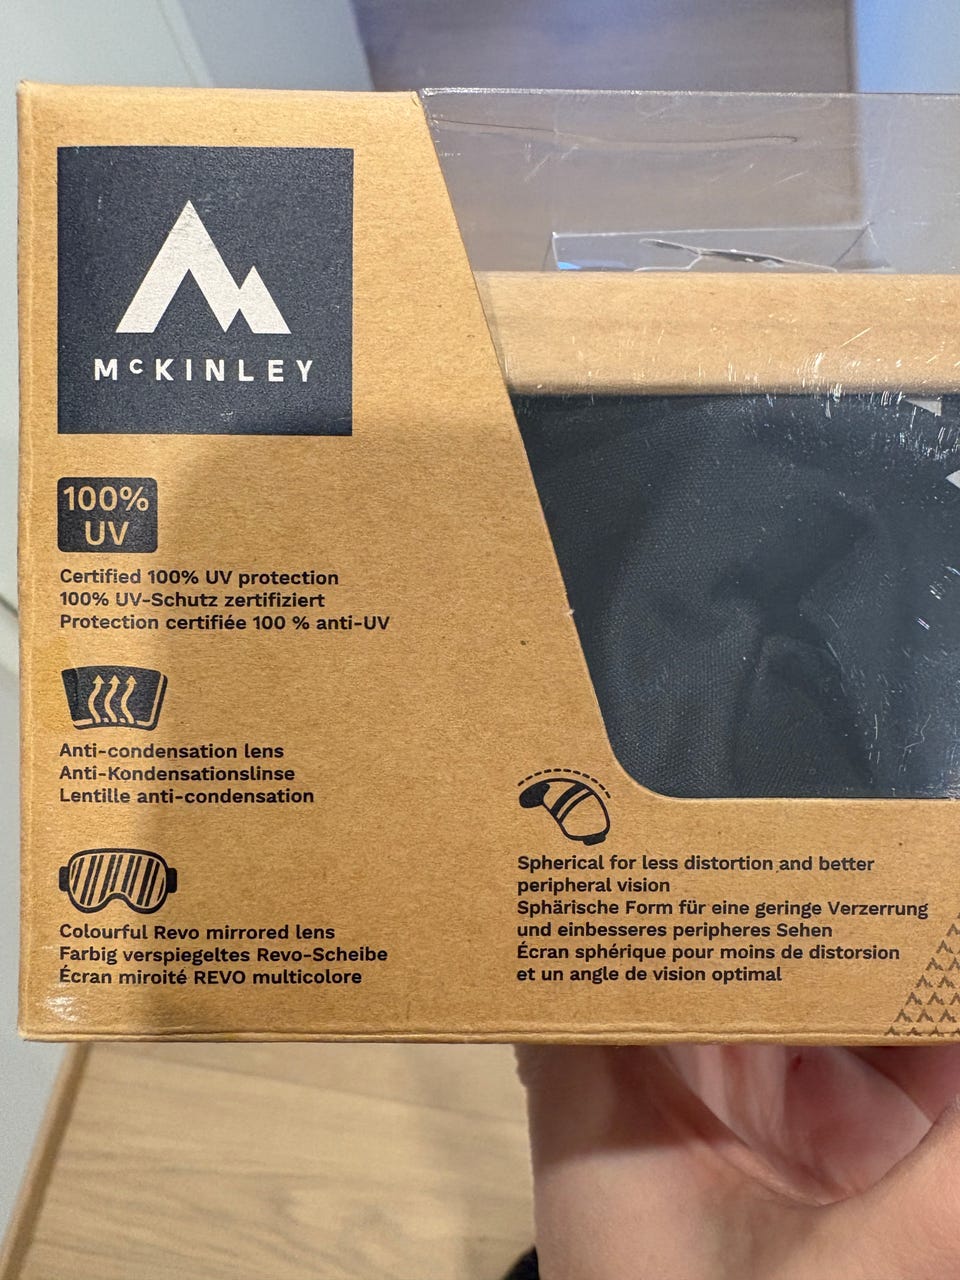 McKINLEY
100%
UV
Certified 100% UV protection
100% UV-Schutz zertifiziert
Protection certifiée 100 % anti-UV
Anti-condensation lens
Anti-Kondensationslinse
Lentille anti-condensation
Colourful Revo mirrored lens
Farbig verspiegeltes Revo-Scheibe
Écran miroité REVO multicolore
Spherical for less distortion and better
peripheral vision
Sphärische Form für eine geringe Verzerrung
und einbesseres peripheres Sehen
Écran sphérique pour moins de distorsion
et un angle de vision optimal